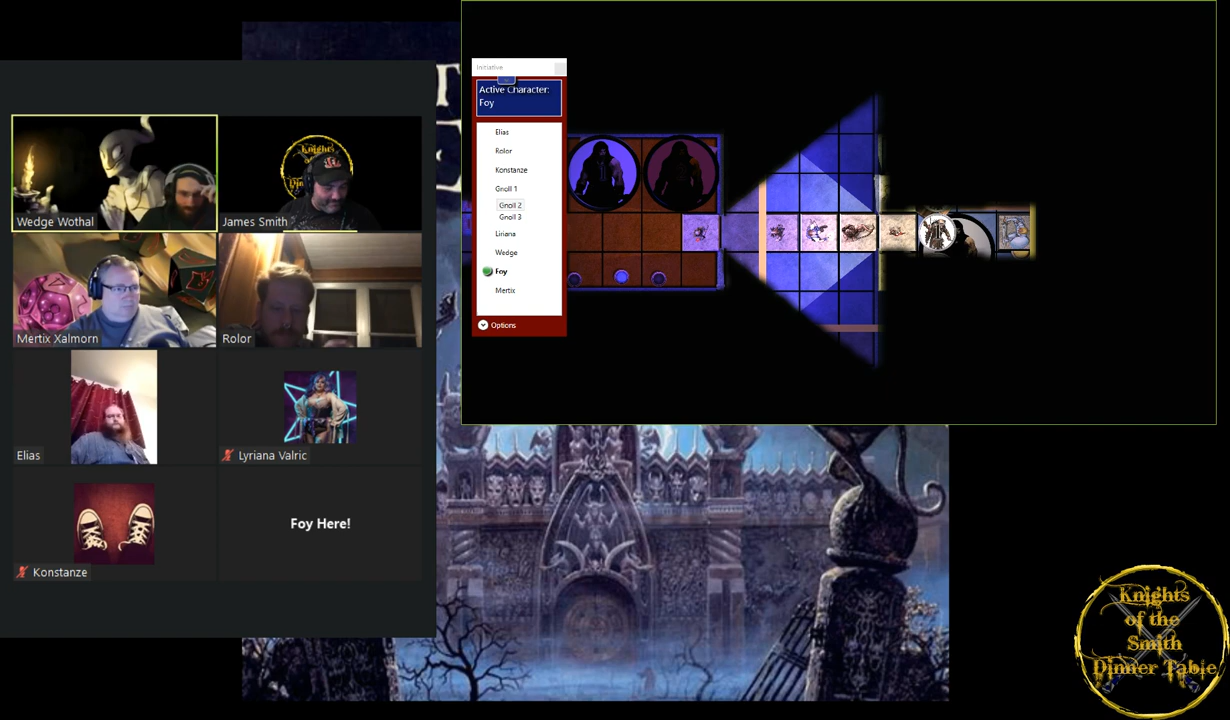 Initiative
Active Character:
Foy
Elias
Rolor
Konstanze
Gnoll 1
Gnoll 2
Gnoll 3
Liriana
Wedge
Foy
Mertix
Options
Wedge Wothal
James Smith
Mertix Xalmorn
Rolor
Elias
Lyriana Valric
Konstanze
Foy Here!
Knights
of the
Smith
Dinner Table